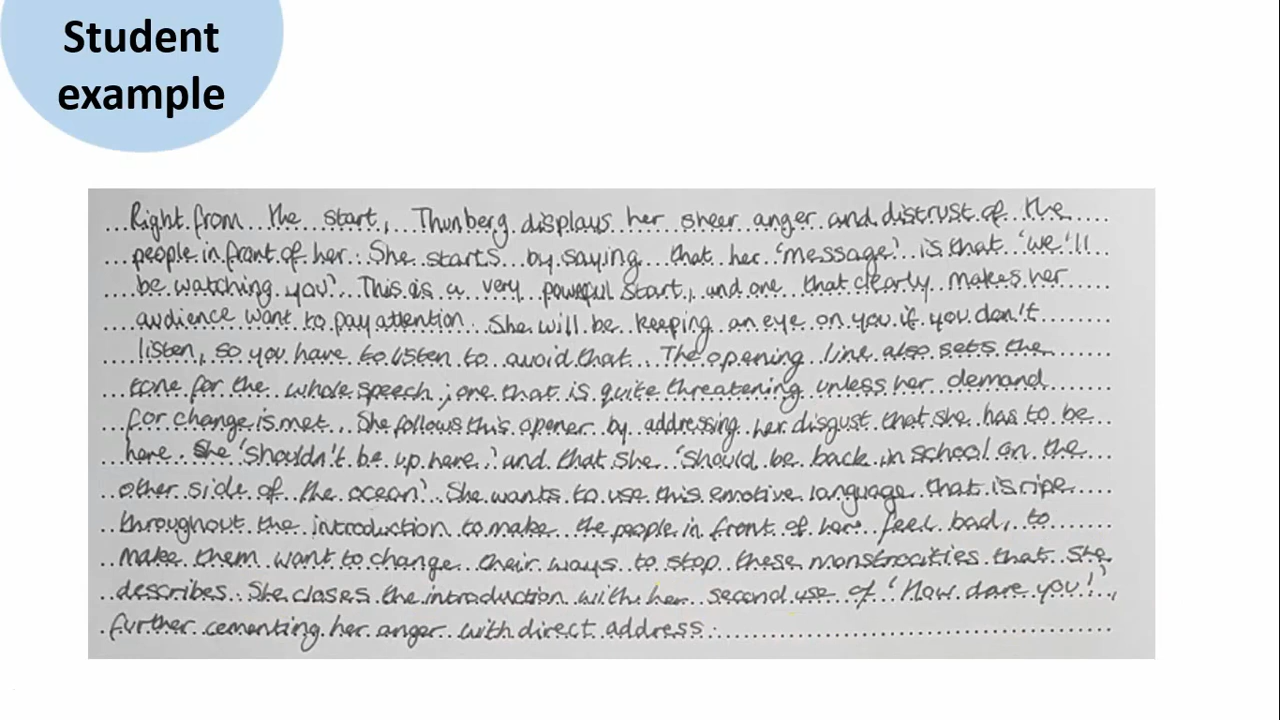 Student
example
Right from the start, Thunberg displays her sheer anger and distrust of the
people in front of her. She starts by saying that her 'message' is that 'we'll
be watching you'. This is a very powerful start, and one that clearly makes her
audience want to pay attention. She will be keeping an eye on you if you don't
listen, so you have to listen to avoid that. The opening line also sets the
tone for the whole speech; one that is quite threatening unless her demand
for change is met. She follows this opener by addressing her disgust that she has to be
here. She 'shouldn't be up here,' and that she 'should be back in school on the
other side of the ocean'. She wants to use this emotive language that is ripe
throughout the introduction to make the people in front of here feel bad, to
make them want to change their ways to stop these monstrocities that she
describes. She closes the introduction with her second use of 'How dare you!',
further cementing her anger with direct address.